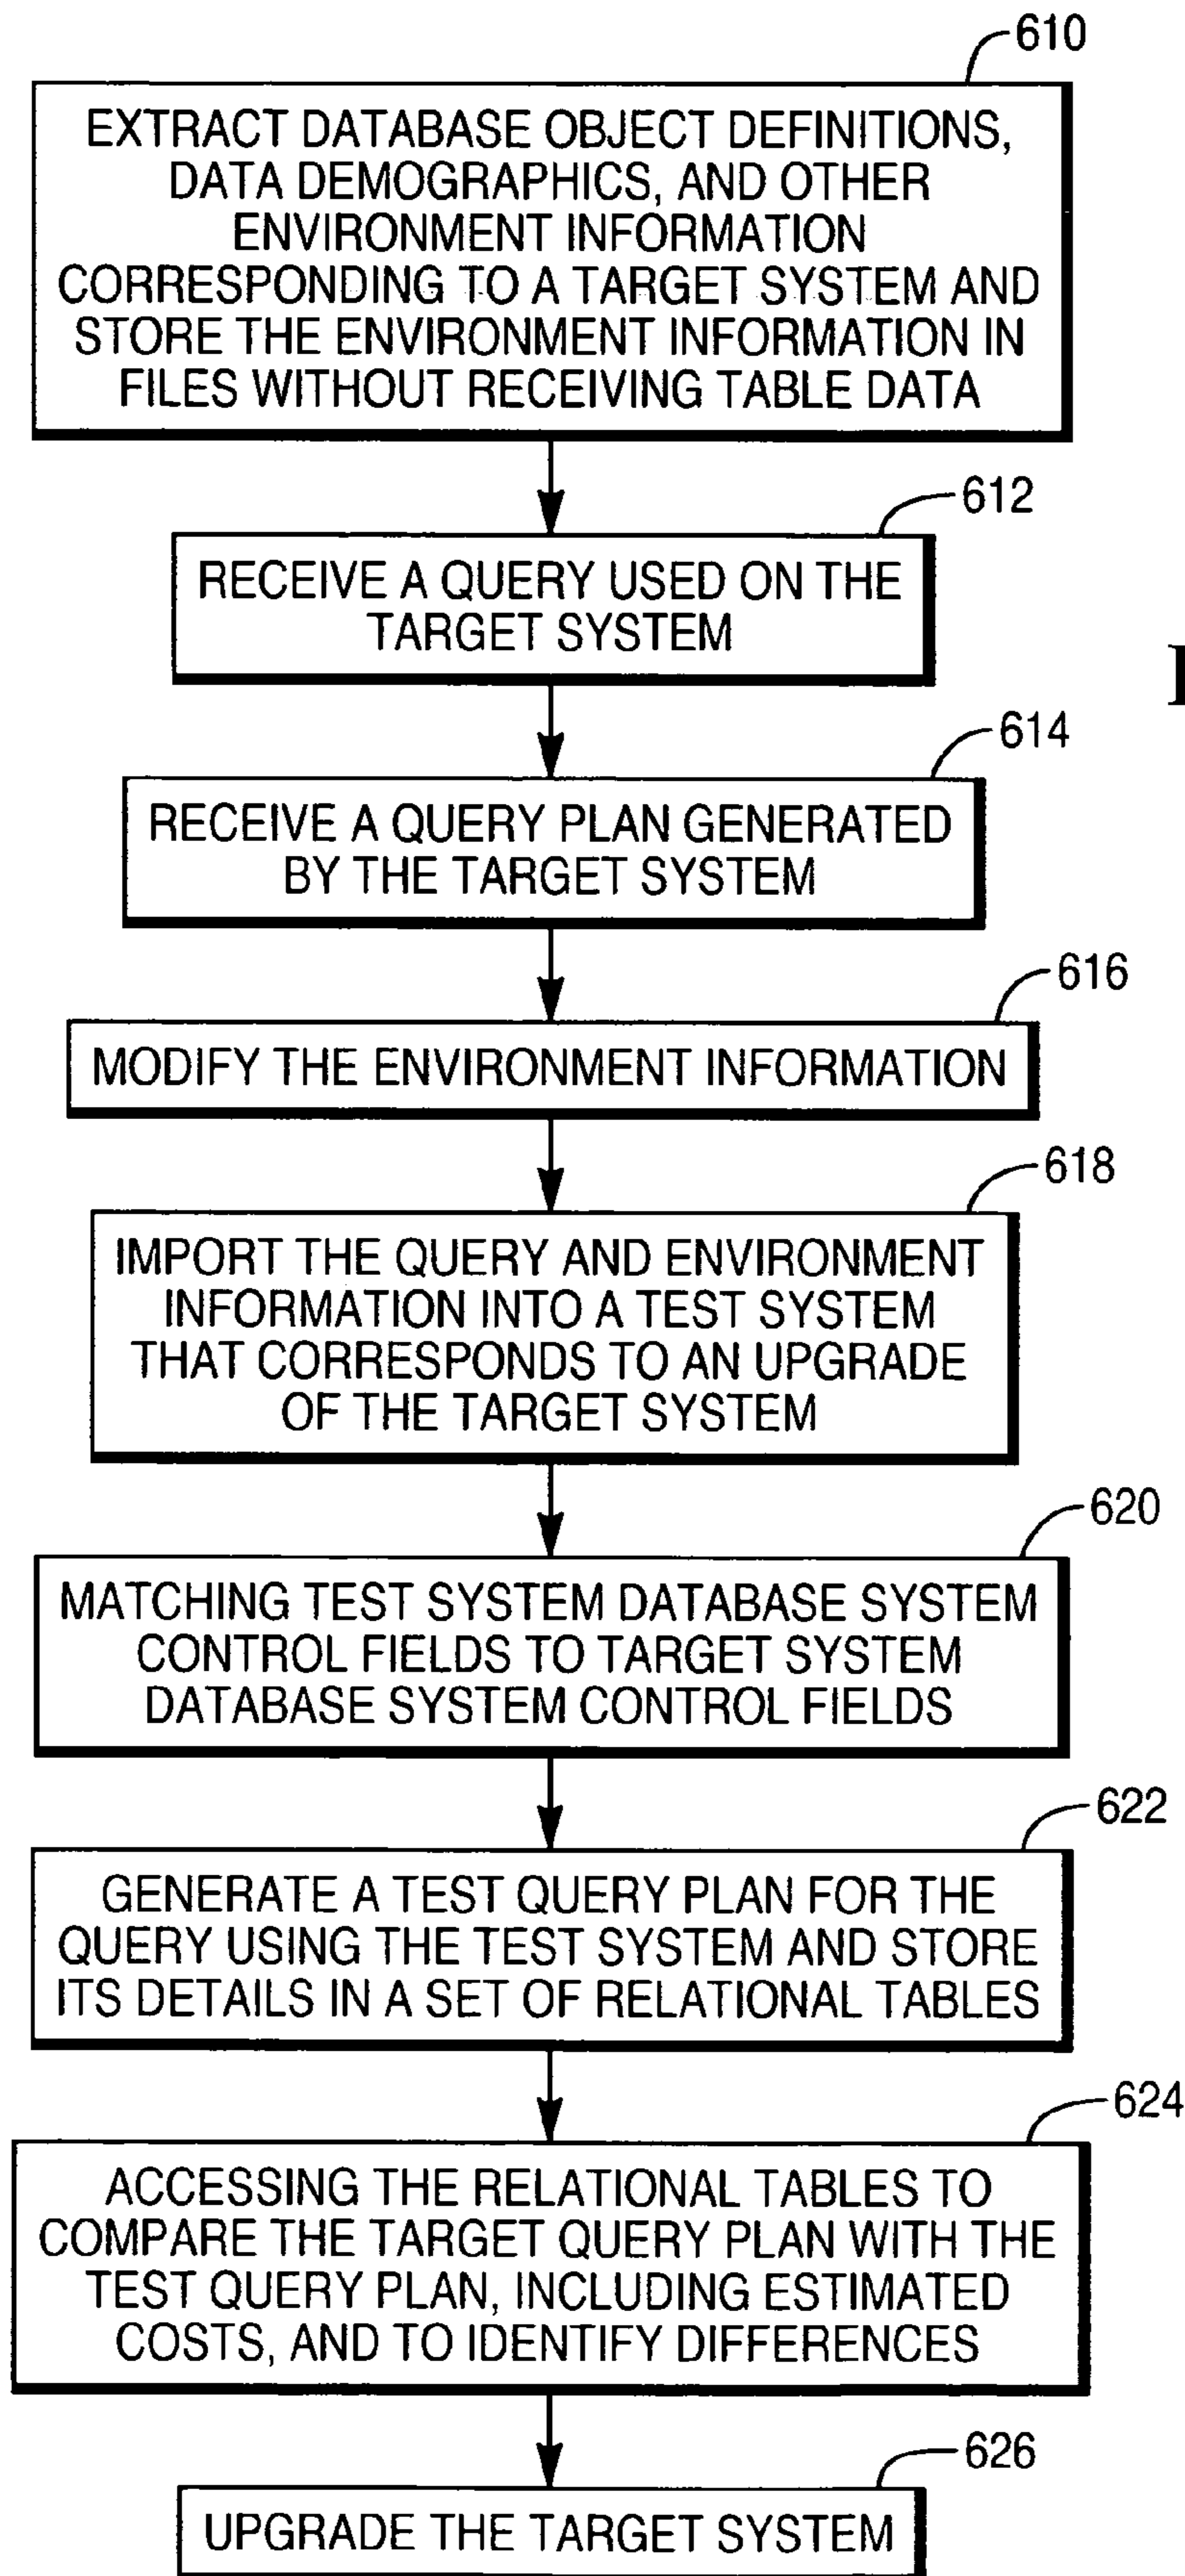 610
EXTRACT DATABASE OBJECT DEFINITIONS,
DATA DEMOGRAPHICS, AND OTHER
ENVIRONMENT INFORMATION
CORRESPONDING TO A TARGET SYSTEM AND
STORE THE ENVIRONMENT INFORMATION IN
FILES WITHOUT RECEIVING TABLE DATA
612
RECEIVE A QUERY USED ON THE
TARGET SYSTEM
614
RECEIVE A QUERY PLAN GENERATED
BY THE TARGET SYSTEM
616
MODIFY THE ENVIRONMENT INFORMATION
618
IMPORT THE QUERY AND ENVIRONMENT
INFORMATION INTO A TEST SYSTEM
THAT CORRESPONDS TO AN UPGRADE
OF THE TARGET SYSTEM
620
MATCHING TEST SYSTEM DATABASE SYSTEM
CONTROL FIELDS TO TARGET SYSTEM
DATABASE SYSTEM CONTROL FIELDS
622
GENERATE A TEST QUERY PLAN FOR THE
QUERY USING THE TEST SYSTEM AND STORE
ITS DETAILS IN A SET OF RELATIONAL TABLES
624
ACCESSING THE RELATIONAL TABLES TO
COMPARE THE TARGET QUERY PLAN WITH THE
TEST QUERY PLAN, INCLUDING ESTIMATED
COSTS, AND TO IDENTIFY DIFFERENCES
626
UPGRADE THE TARGET SYSTEM